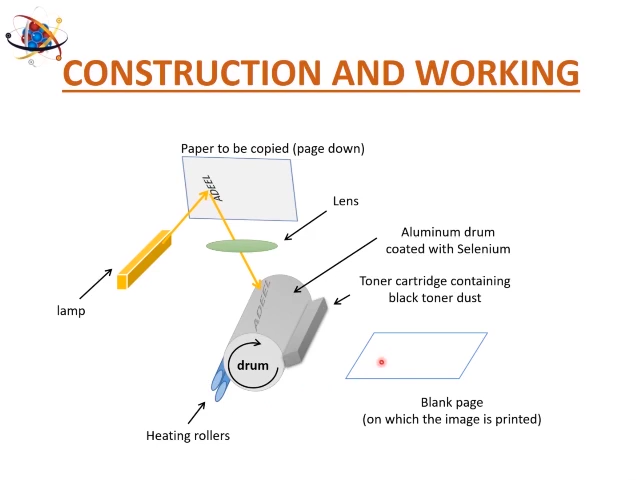 CONSTRUCTION AND WORKING
Paper to be copied (page down)
ADEEL
Lens
Aluminum drum
coated with Selenium
Toner cartridge containing
black toner dust
lamp
ADEEL
drum
Blank page
(on which the image is printed)
Heating rollers